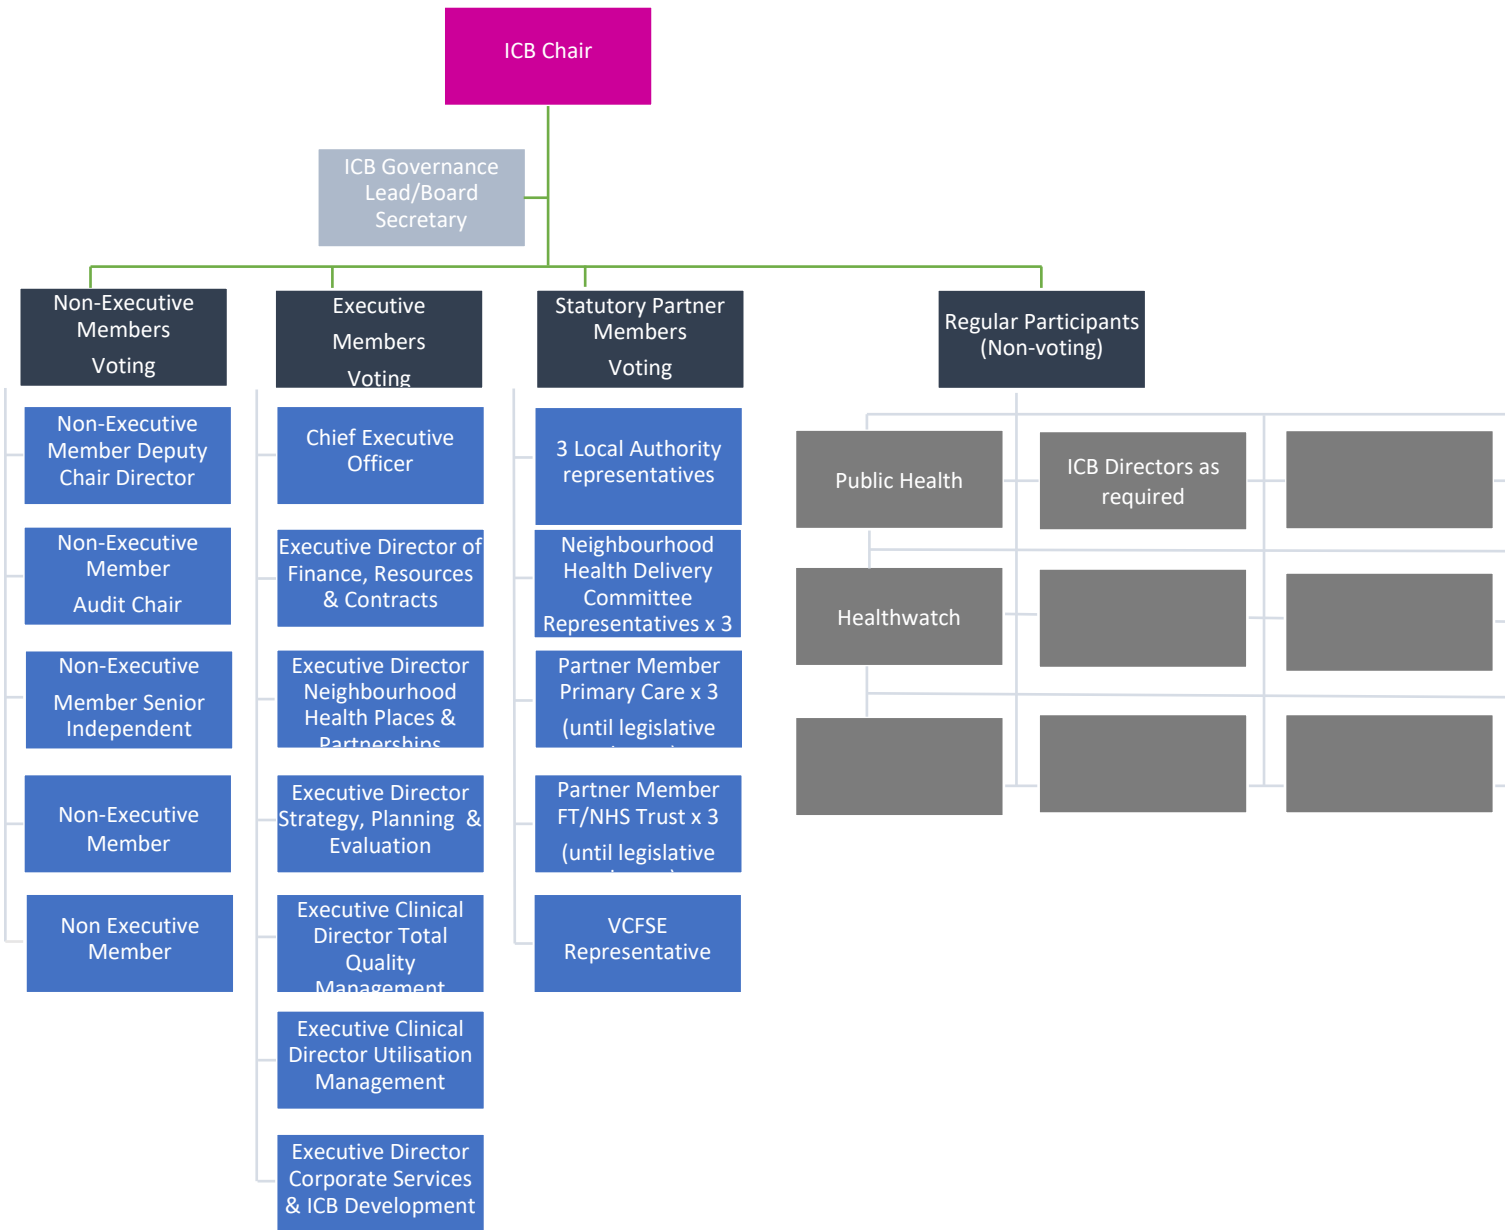 ICB Chair
ICB Governance
Lead/Board
Secretary
Non-Executive
Members
Voting
Executive
Members
Voting
Statutory Partner
Members
Voting
Regular Participants
(Non-voting)
Non-Executive
Member Deputy
Chair Director
Non-Executive
Member
Audit Chair
Non-Executive
Member Senior
Independent
Non-Executive
Member
Non Executive
Member
Chief Executive
Officer
Executive Director of
Finance, Resources
& Contracts
Executive Director
Neighbourhood
Health Places &
Partnerships
Executive Director
Strategy, Planning &
Evaluation
Executive Clinical
Director Total
Quality
Management
Executive Clinical
Director Utilisation
Management
Executive Director
Corporate Services
& ICB Development
3 Local Authority
representatives
Neighbourhood
Health Delivery
Committee
Representatives x 3
Partner Member
Primary Care x 3
(until legislative
Partner Member
FT/NHS Trust x 3
(until legislative
VCFSE
Representative
Public Health
ICB Directors as
required
Healthwatch